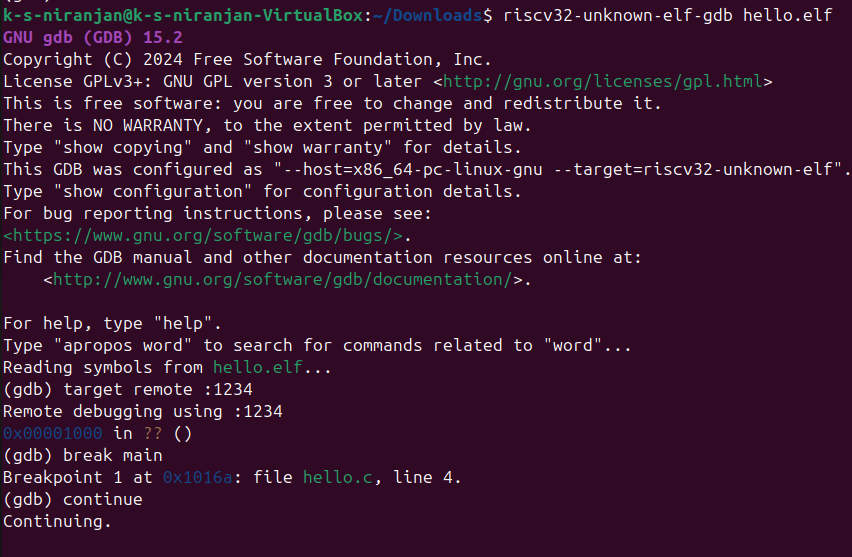 k-s-niranjan@k-s-niranjan-VirtualBox:~/Downloads$ riscv32-unknown-elf-gdb hello.elf
GNU gdb (GDB) 15.2
Copyright (C) 2024 Free Software Foundation, Inc.
License GPLv3+: GNU GPL version 3 or later <http://gnu.org/licenses/gpl.html>
This is free software: you are free to change and redistribute it.
There is NO WARRANTY, to the extent permitted by law.
Type "show copying" and "show warranty" for details.
This GDB was configured as "--host=x86_64-pc-linux-gnu --target=riscv32-unknown-elf".
Type "show configuration" for configuration details.
For bug reporting instructions, please see:
<https://www.gnu.org/software/gdb/bugs/>.
Find the GDB manual and other documentation resources online at:
    <http://www.gnu.org/software/gdb/documentation/>.

For help, type "help".
Type "apropos word" to search for commands related to "word"...
Reading symbols from hello.elf...
(gdb) target remote :1234
Remote debugging using :1234
0x00001000 in ?? ()
(gdb) break main
Breakpoint 1 at 0x1016a: file hello.c, line 4.
(gdb) continue
Continuing.